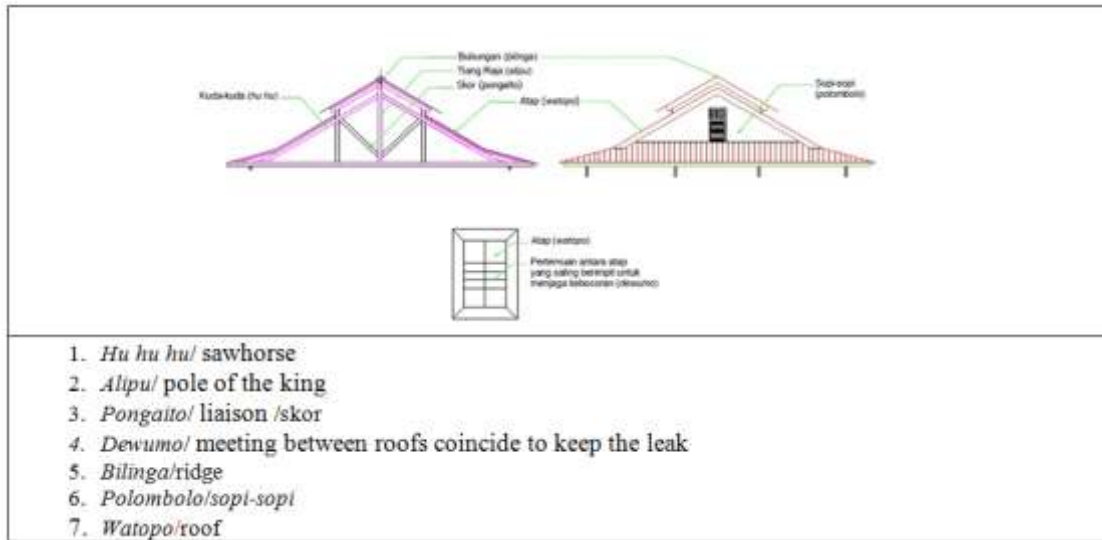 Bubungan (bilinga)
Tiang Raja (alipu)
Skor (pongaito)
Kuda-kuda (hu hu)
Atap (watopo)
Sopi-sopi
(polombolo)
Atap (watopo)
Pertemuan antara atap
yang saling berimpit untuk
menjaga kebocoran (dewumo)
1. Hu hu hu/ sawhorse
2. Alipu/ pole of the king
3. Pongaito/ liaison /skor
4. Dewumo/ meeting between roofs coincide to keep the leak
5. Bilinga/ridge
6. Polombolo/sopi-sopi
7. Watopo/roof